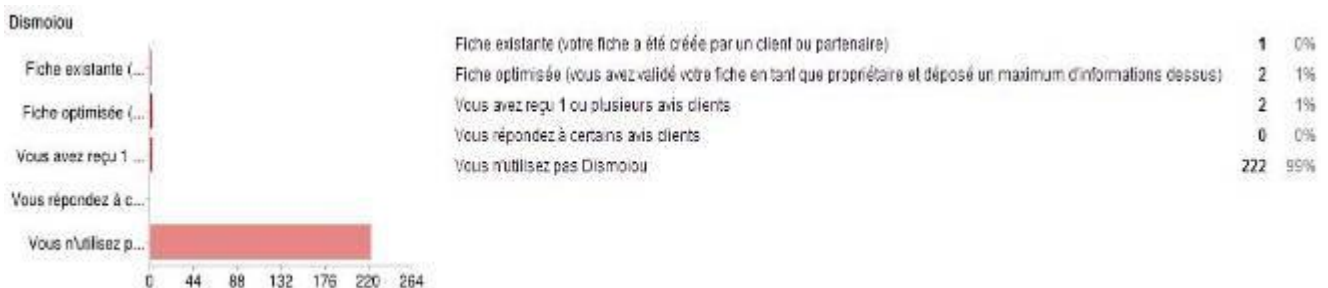 Dismoiou
Fiche existante (...
Fiche optimisée (...
Vous avez reçu 1 ...
Vous répondez à c...
Vous n'utilisez p...
0 44 88 132 176 220 264
Fiche existante (votre fiche a été créée par un client ou partenaire) 1 0%
Fiche optimisée (vous avez validé votre fiche en tant que propriétaire et déposé un maximum d'informations dessus) 2 1%
Vous avez reçu 1 ou plusieurs avis clients 2 1%
Vous répondez à certains avis clients 0 0%
Vous n'utilisez pas Dismoiou 222 99%